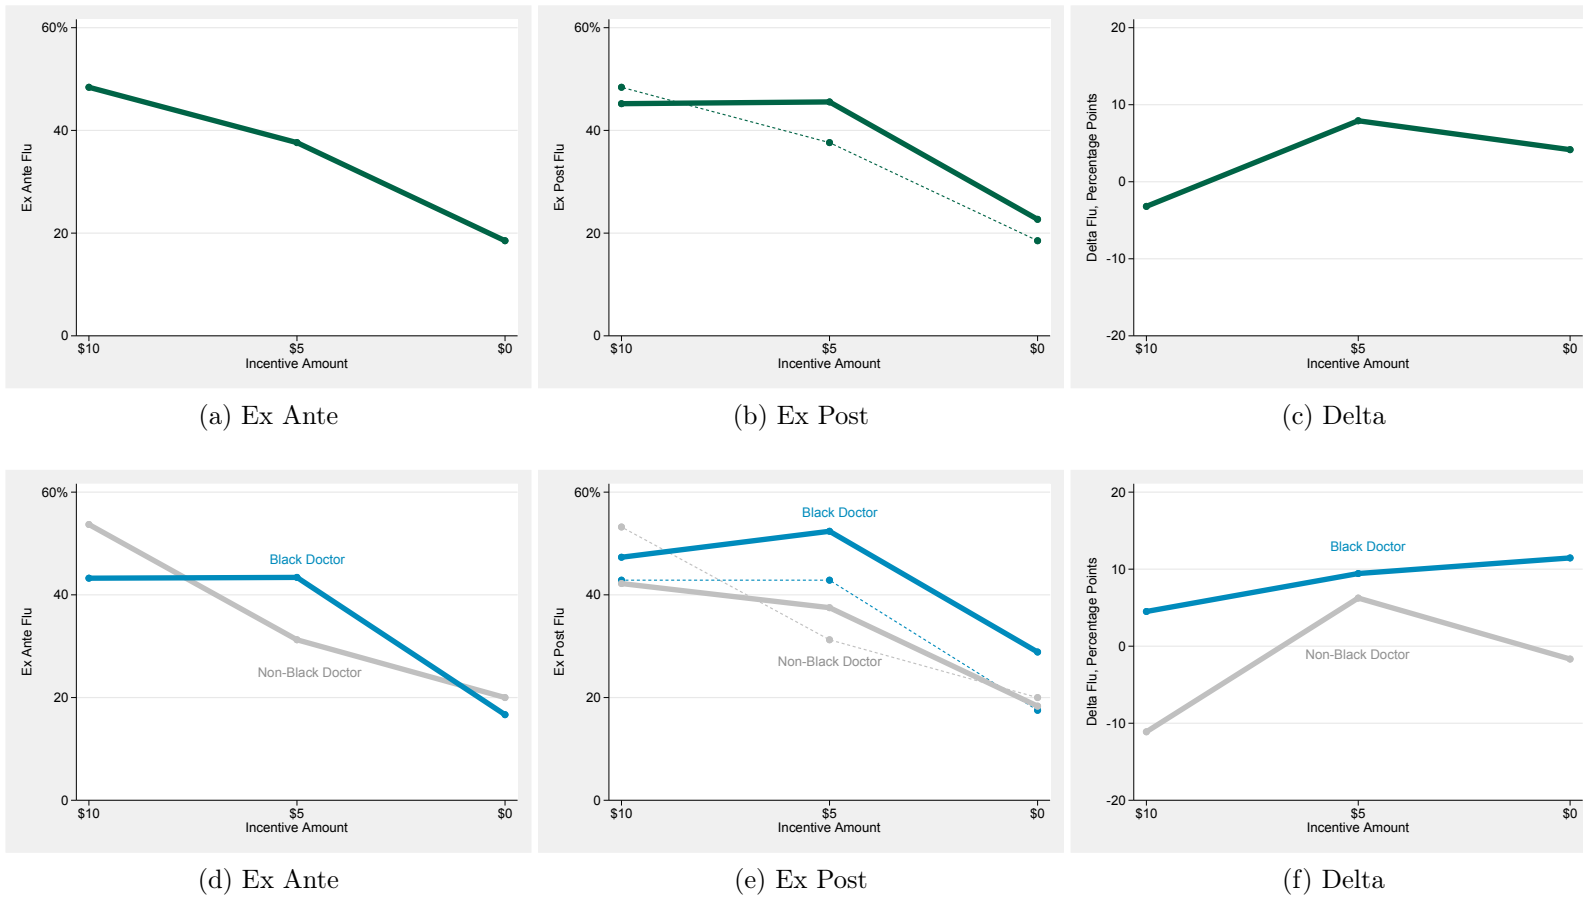 60%
40
20
0
Ex Ante Flu
$10
$5
$0
Incentive Amount
(a) Ex Ante
60%
40
20
0
Ex Post Flu
$10
$5
$0
Incentive Amount
(b) Ex Post
20
10
0
-10
-20
Delta Flu, Percentage Points
$10
$5
$0
Incentive Amount
(c) Delta
60%
40
20
0
Ex Ante Flu
Black Doctor
Non-Black Doctor
$10
$5
$0
Incentive Amount
(d) Ex Ante
60%
40
20
0
Ex Post Flu
Black Doctor
Non-Black Doctor
$10
$5
$0
Incentive Amount
(e) Ex Post
20
10
0
-10
-20
Delta Flu, Percentage Points
Black Doctor
Non-Black Doctor
$10
$5
$0
Incentive Amount
(f) Delta